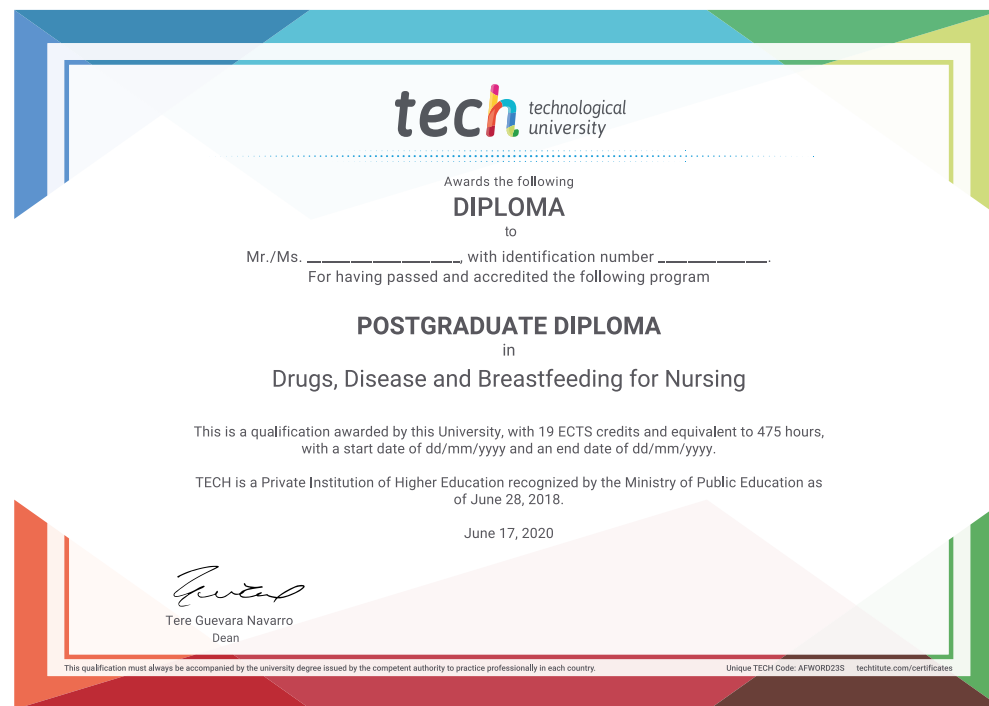 tech technological
university
Awards the following
DIPLOMA
to
Mr./Ms. ____________________, with identification number ______________.
For having passed and accredited the following program
POSTGRADUATE DIPLOMA
in
Drugs, Disease and Breastfeeding for Nursing
This is a qualification awarded by this University, with 19 ECTS credits and equivalent to 475 hours,
with a start date of dd/mm/yyyy and an end date of dd/mm/yyyy.
TECH is a Private Institution of Higher Education recognized by the Ministry of Public Education as
of June 28, 2018.
June 17, 2020
Tere Guevara Navarro
Dean
This qualification must always be accompanied by the university degree issued by the competent authority to practice professionally in each country.
Unique TECH Code: AFWORD23S techtitute.com/certificates